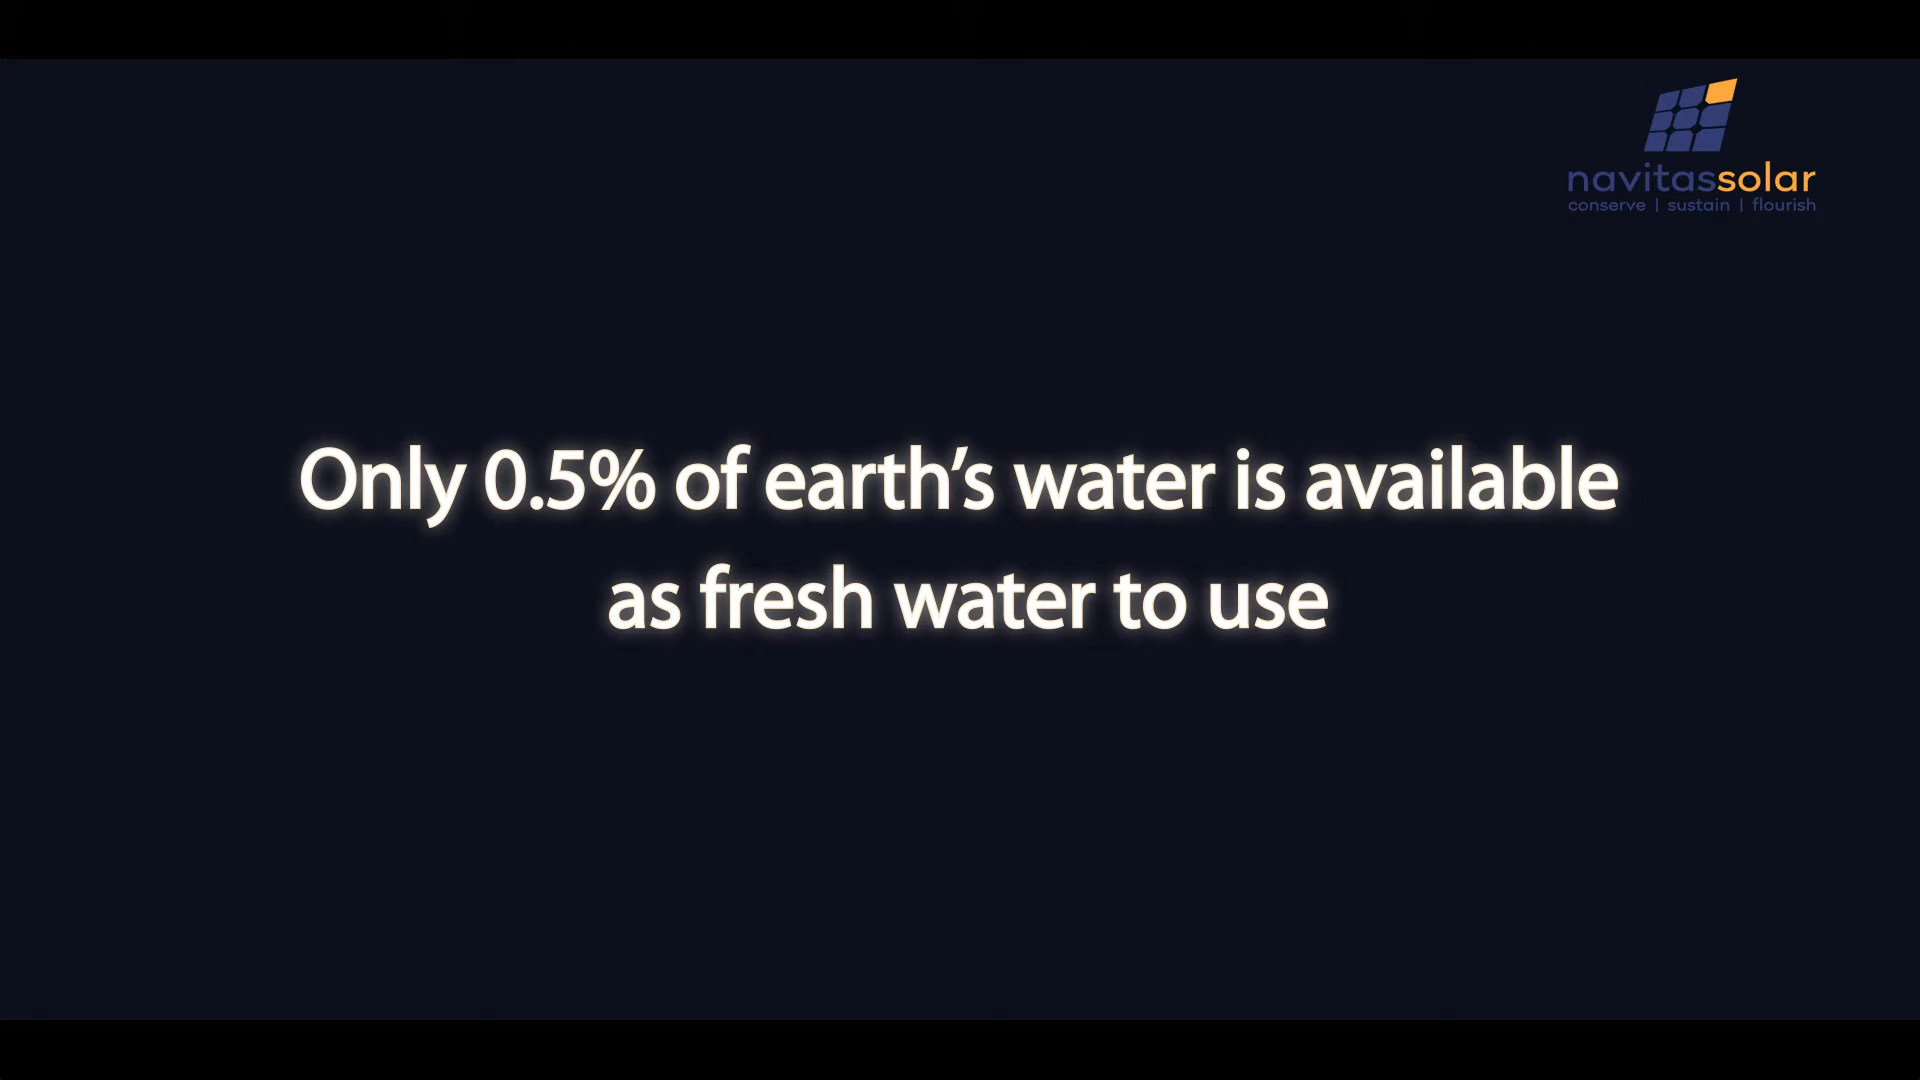 navitassolar
conserve | sustain | flourish
Only 0.5% of earth’s water is available
as fresh water to use